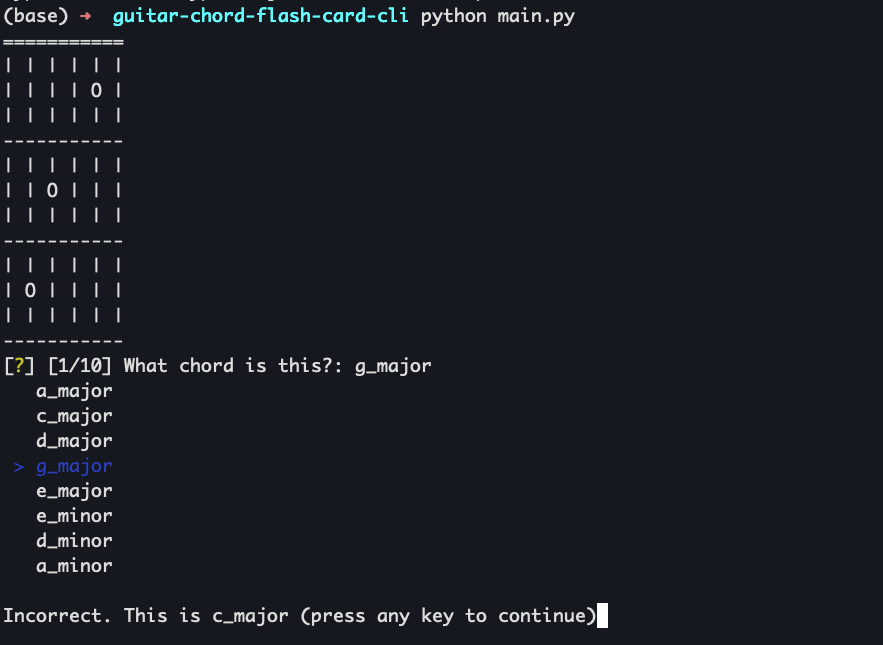 (base) → guitar-chord-flash-card-cli python main.py
===========
| | | | | |
| | | | O |
| | | | | |
-----------
| | | | | |
| | O | | |
| | | | | |
-----------
| | | | | |
| O | | | |
| | | | | |
-----------
[?] [1/10] What chord is this?: g_major
a_major
c_major
d_major
> g_major
e_major
e_minor
d_minor
a_minor
Incorrect. This is c_major (press any key to continue)